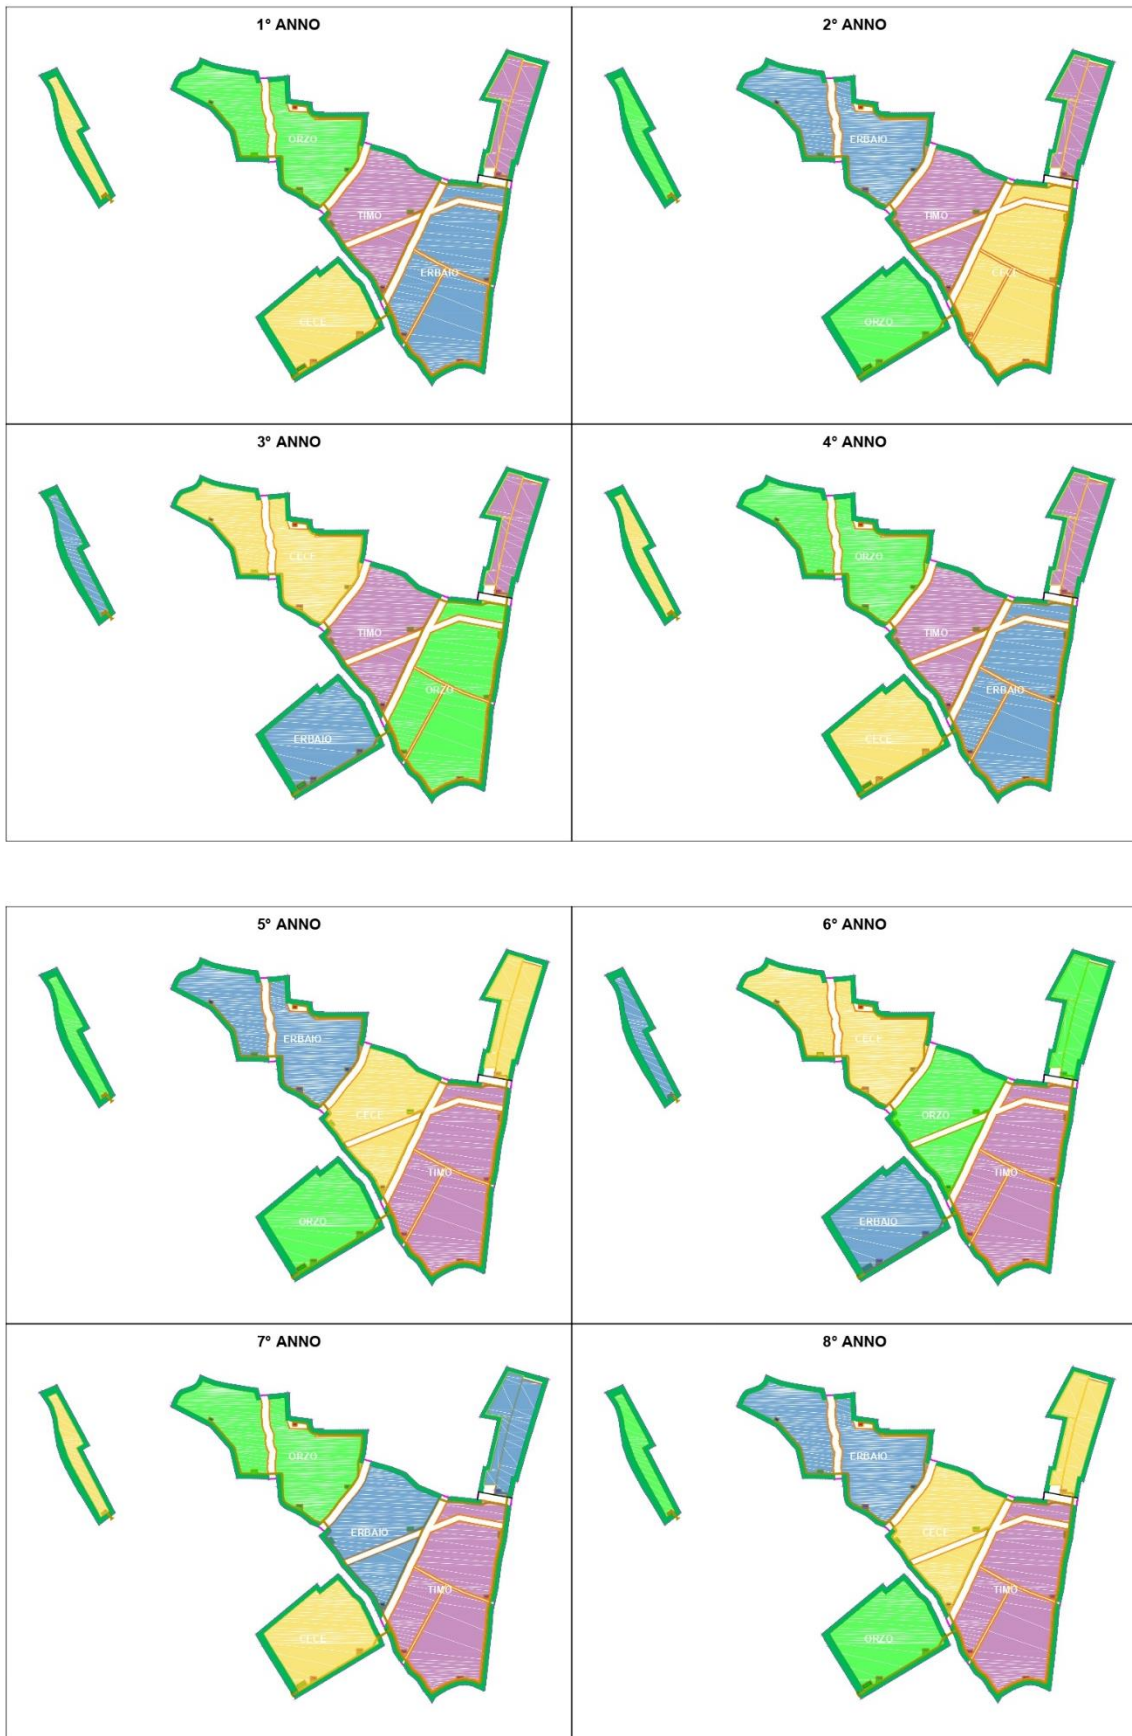 1° ANNO
ORZO
TIMO
ERBAIO
CECE
2° ANNO
ERBAIO
TIMO
CECE
ORZO
3° ANNO
CECE
TIMO
ORZO
ERBAIO
4° ANNO
ORZO
TIMO
ERBAIO
CECE
5° ANNO
ERBAIO
CECE
TIMO
ORZO
6° ANNO
CECE
ORZO
TIMO
ERBAIO
7° ANNO
ORZO
ERBAIO
TIMO
CECE
8° ANNO
ERBAIO
CECE
TIMO
ORZO